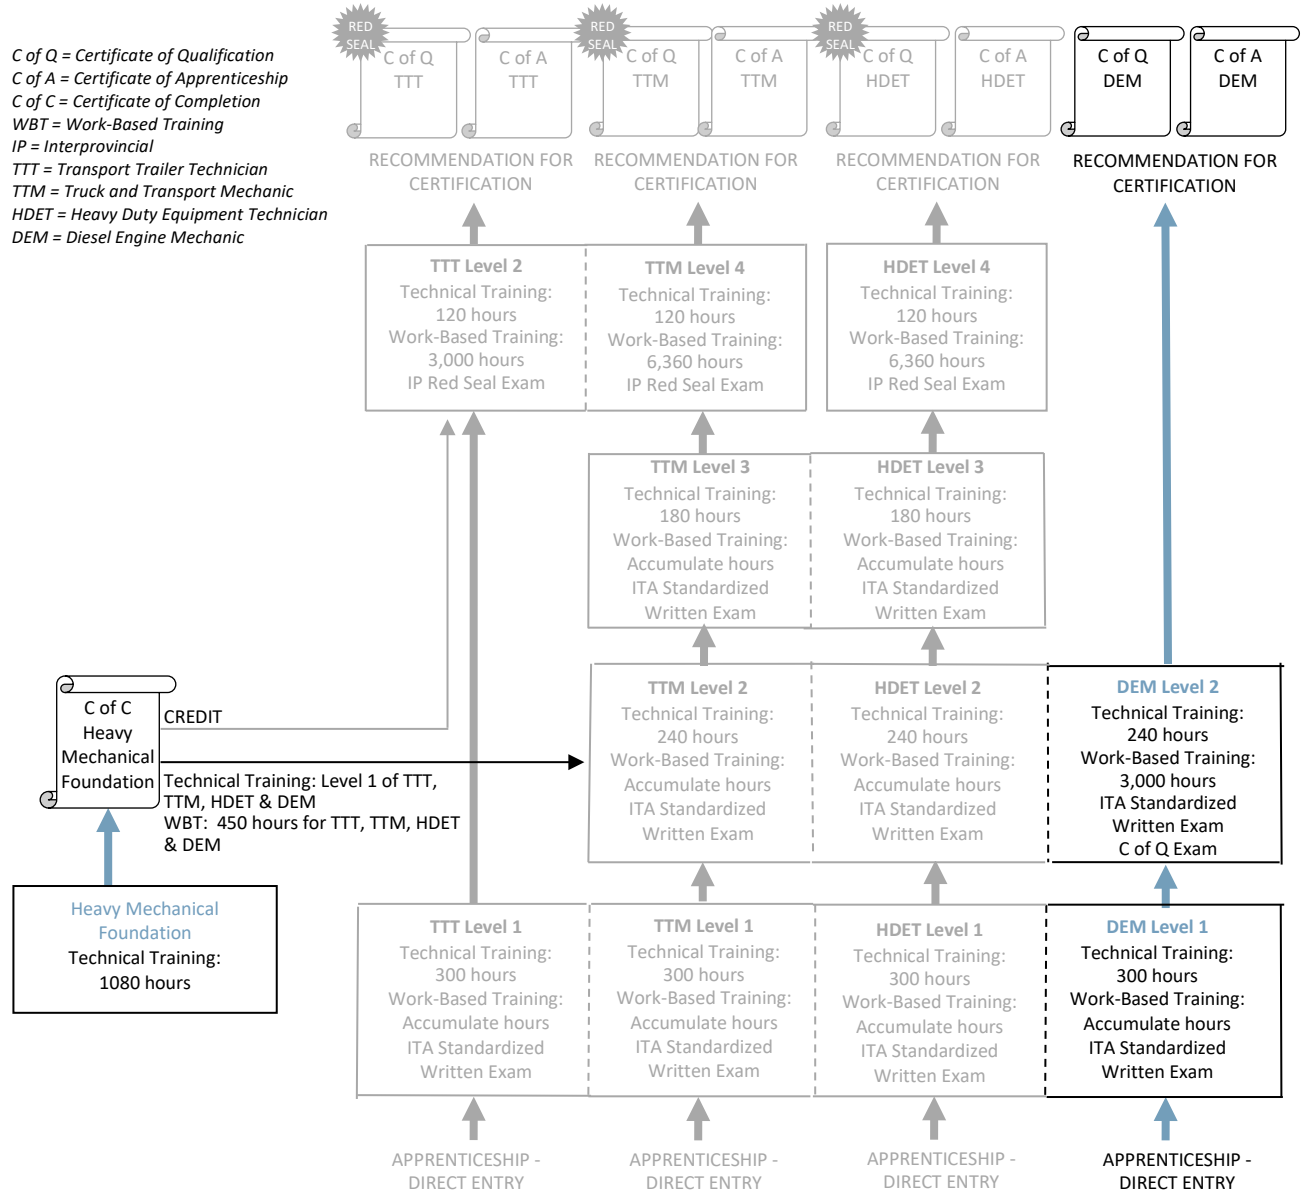 C of Q = Certificate of Qualification
C of A = Certificate of Apprenticeship
C of C = Certificate of Completion
WBT = Work-Based Training
IP = Interprovincial
TTT = Transport Trailer Technician
TTM = Truck and Transport Mechanic
HDET = Heavy Duty Equipment Technician
DEM = Diesel Engine Mechanic
RED
SEAL
C of Q
TTT
C of A
TTT
RECOMMENDATION FOR
CERTIFICATION
RED
SEAL
C of Q
TTM
C of A
TTM
RECOMMENDATION FOR
CERTIFICATION
RED
SEAL
C of Q
HDET
C of A
HDET
RECOMMENDATION FOR
CERTIFICATION
C of Q
DEM
C of A
DEM
RECOMMENDATION FOR
CERTIFICATION
TTT Level 2
Technical Training:
120 hours
Work-Based Training:
3,000 hours
IP Red Seal Exam
TTM Level 4
Technical Training:
120 hours
Work-Based Training:
6,360 hours
IP Red Seal Exam
HDET Level 4
Technical Training:
120 hours
Work-Based Training:
6,360 hours
IP Red Seal Exam
TTM Level 3
Technical Training:
180 hours
Work-Based Training:
Accumulate hours
ITA Standardized
Written Exam
HDET Level 3
Technical Training:
180 hours
Work-Based Training:
Accumulate hours
ITA Standardized
Written Exam
C of C
Heavy
Mechanical
Foundation
CREDIT
Technical Training: Level 1 of TTT,
TTM, HDET & DEM
WBT: 450 hours for TTT, TTM, HDET
& DEM
TTM Level 2
Technical Training:
240 hours
Work-Based Training:
Accumulate hours
ITA Standardized
Written Exam
HDET Level 2
Technical Training:
240 hours
Work-Based Training:
Accumulate hours
ITA Standardized
Written Exam
DEM Level 2
Technical Training:
240 hours
Work-Based Training:
3,000 hours
ITA Standardized
Written Exam
C of Q Exam
Heavy Mechanical
Foundation
Technical Training:
1080 hours
TTT Level 1
Technical Training:
300 hours
Work-Based Training:
Accumulate hours
ITA Standardized
Written Exam
TTM Level 1
Technical Training:
300 hours
Work-Based Training:
Accumulate hours
ITA Standardized
Written Exam
HDET Level 1
Technical Training:
300 hours
Work-Based Training:
Accumulate hours
ITA Standardized
Written Exam
DEM Level 1
Technical Training:
300 hours
Work-Based Training:
Accumulate hours
ITA Standardized
Written Exam
APPRENTICESHIP -
DIRECT ENTRY
APPRENTICESHIP -
DIRECT ENTRY
APPRENTICESHIP -
DIRECT ENTRY
APPRENTICESHIP -
DIRECT ENTRY